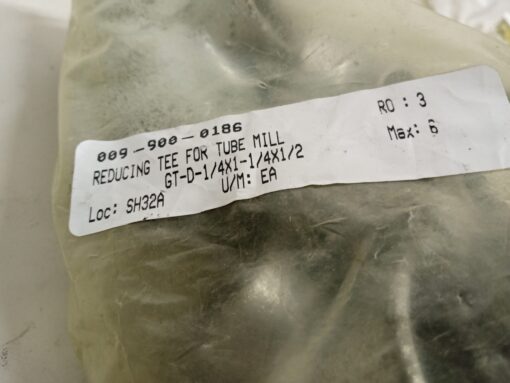 009-900-0186 RO : 3
REDUCING TEE FOR TUBE MILL Max: 6
GT-D-1/4X1-1/4X1/2
U/M: EA
Loc: SH32A